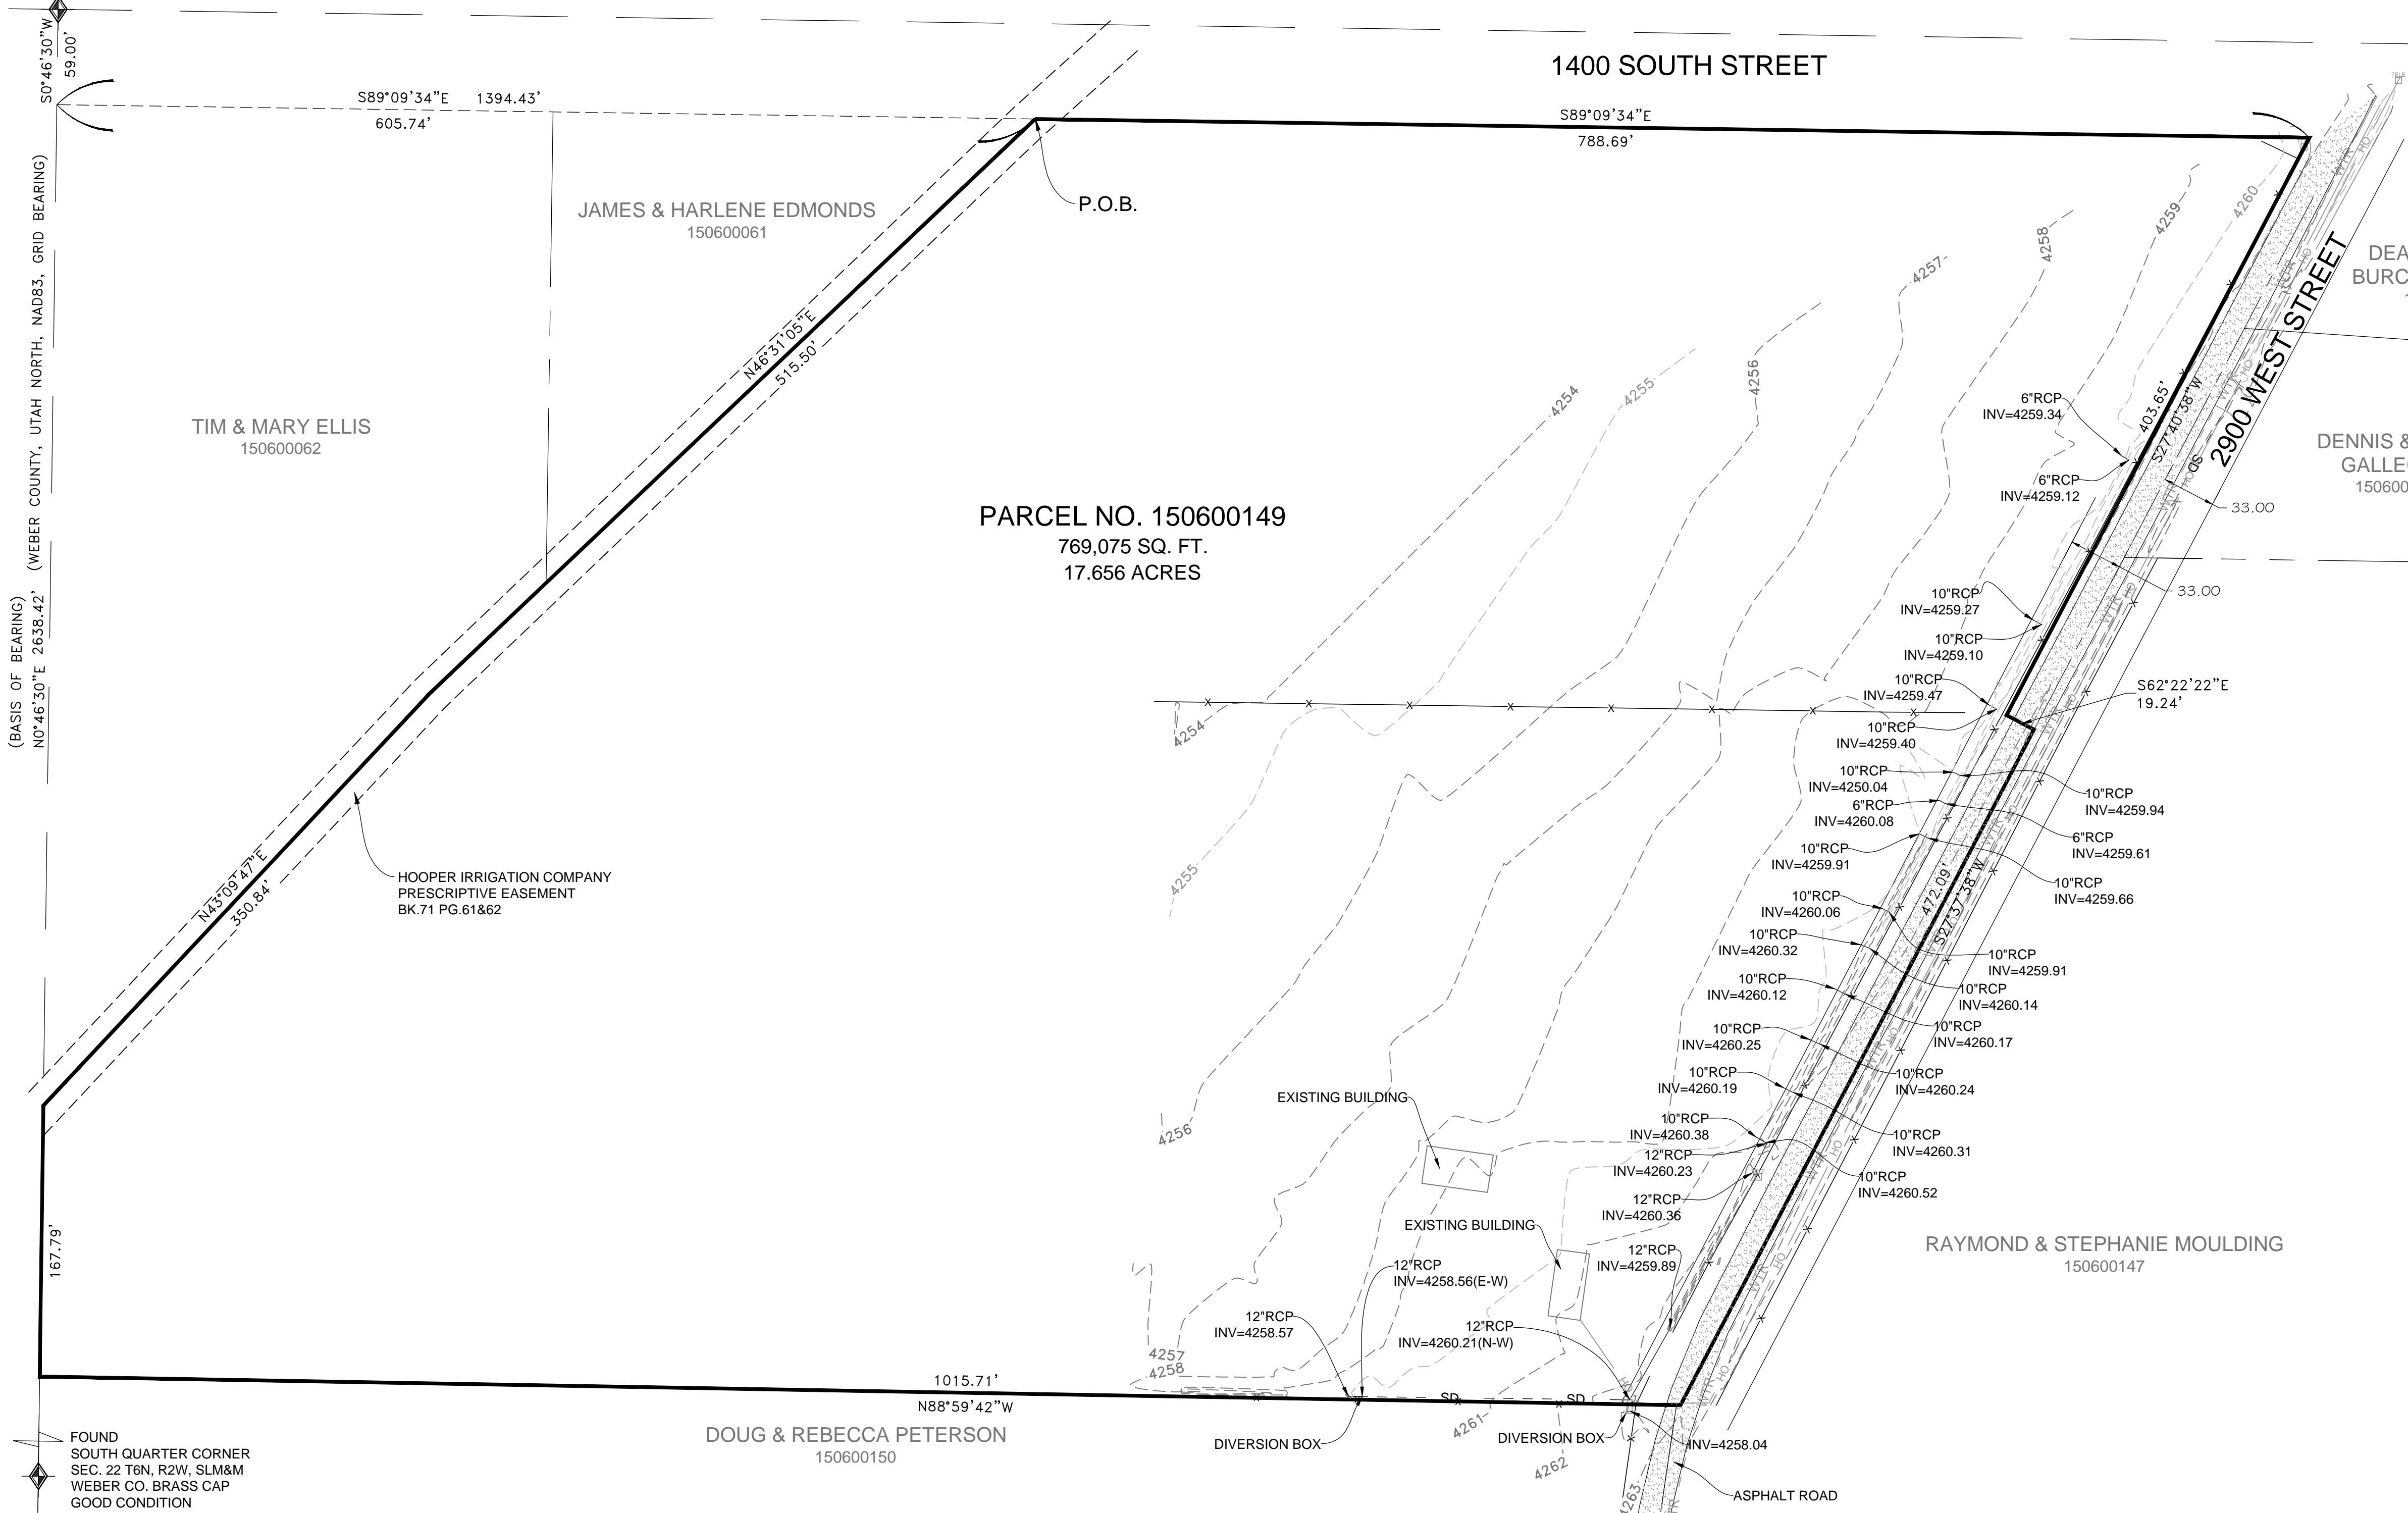 S0°46'30"W
59.00'
1400 SOUTH STREET
TELE
S89°09'34"E 1394.43'
605.74'
S89°09'34"E
788.69'
P.O.B.
(BASIS OF BEARING)
N0°46'30"E 2638.42' (WEBER COUNTY, UTAH NORTH, NAD83, GRID BEARING)
JAMES & HARLENE EDMONDS
150600061
TIM & MARY ELLIS
150600062
N46°31'05"E
515.50'
4260
4259
4258
4257
4256
4255
4254
DEA
BURC
2900 WEST STREET
WTR
HO
403.65'
S27°40'38"W
SD
DENNIS &
GALLE
150600
33.00
33.00
PARCEL NO. 150600149
769,075 SQ. FT.
17.656 ACRES
6"RCP
INV=4259.34
6"RCP
INV=4259.12
10"RCP
INV=4259.27
10"RCP
INV=4259.10
10"RCP
INV=4259.47
10"RCP
INV=4259.40
S62°22'22"E
19.24'
10"RCP
INV=4250.04
10"RCP
INV=4259.94
6"RCP
INV=4260.08
6"RCP
INV=4259.61
10"RCP
INV=4259.91
10"RCP
INV=4259.66
472.09'
S27°37'38"W
10"RCP
INV=4260.06
10"RCP
INV=4259.91
10"RCP
INV=4260.32
10"RCP
INV=4260.14
10"RCP
INV=4260.12
10"RCP
INV=4260.17
10"RCP
INV=4260.25
10"RCP
INV=4260.24
10"RCP
INV=4260.19
10"RCP
INV=4260.31
10"RCP
INV=4260.38
10"RCP
INV=4260.52
12"RCP
INV=4260.23
12"RCP
INV=4260.36
12"RCP
INV=4259.89
4254
4255
4256
4257
4258
N43°09'47"E
350.84'
HOOPER IRRIGATION COMPANY
PRESCRIPTIVE EASEMENT
BK.71 PG.61&62
EXISTING BUILDING
EXISTING BUILDING
RAYMOND & STEPHANIE MOULDING
150600147
167.79'
12"RCP
INV=4258.56(E-W)
12"RCP
INV=4258.57
12"RCP
INV=4260.21(N-W)
1015.71'
N88°59'42"W
SD
SD
4261
4262
4263
DIVERSION BOX
DIVERSION BOX
INV=4258.04
ASPHALT ROAD
DOUG & REBECCA PETERSON
150600150
FOUND
SOUTH QUARTER CORNER
SEC. 22 T6N, R2W, SLM&M
WEBER CO. BRASS CAP
GOOD CONDITION